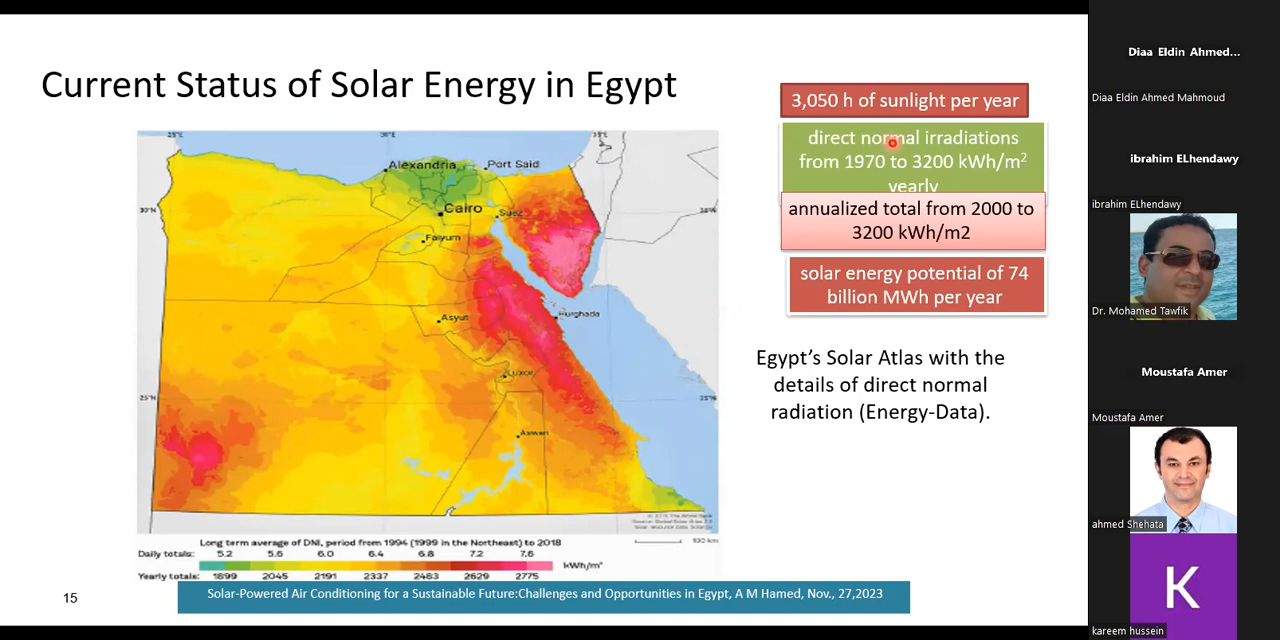 Current Status of Solar Energy in Egypt
3,050 h of sunlight per year
direct normal irradiations
from 1970 to 3200 kWh/m²
yearly
annualized total from 2000 to
3200 kWh/m2
solar energy potential of 74
billion MWh per year
Egypt's Solar Atlas with the
details of direct normal
radiation (Energy-Data).
25°E 30°E 35°E
Alexandria
Port Said
30°N
Cairo
Suez
Faiyum
Asyut
Hurghada
Luxor
25°N
Aswan
Long term average of DNI, period from 1994 (1999 in the Northeast) to 2018
100 km
Daily totals: 5.2 5.6 6.0 6.4 6.8 7.2 7.6
kWh/m²
Yearly totals: 1899 2045 2191 2337 2483 2629 2775
15
Solar-Powered Air Conditioning for a Sustainable Future:Challenges and Opportunities in Egypt, A M Hamed, Nov., 27,2023
Diaa Eldin Ahmed...
Diaa Eldin Ahmed Mahmoud
ibrahim ELhendawy
ibrahim ELhendawy
Dr. Mohamed Tawfik
Moustafa Amer
Moustafa Amer
ahmed Shehata
K
kareem hussein